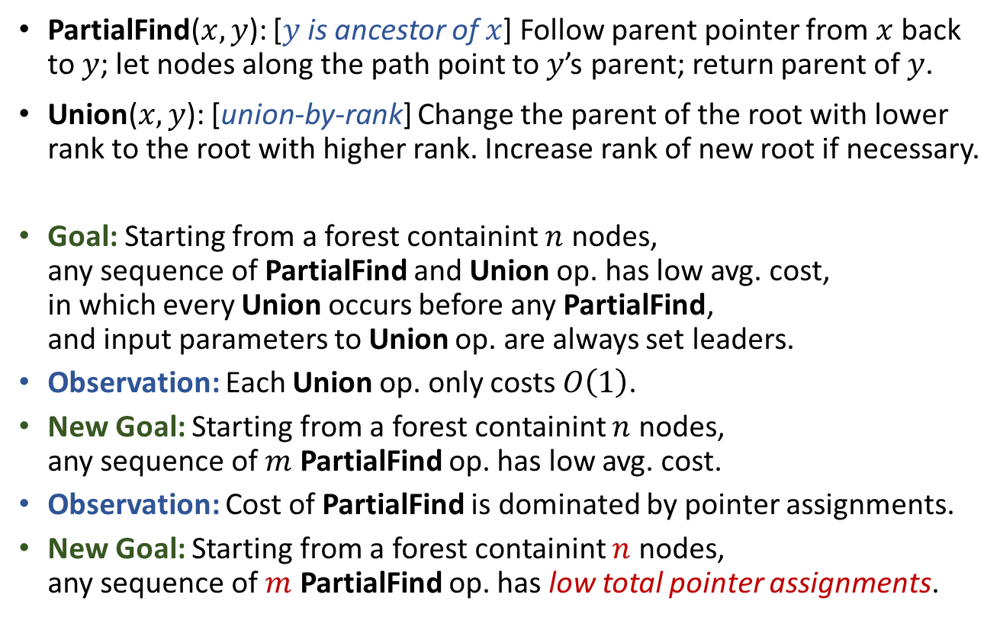 • PartialFind(x, y): [y is ancestor of x] Follow parent pointer from x back
to y; let nodes along the path point to y’s parent; return parent of y.
• Union(x, y): [union-by-rank] Change the parent of the root with lower
rank to the root with higher rank. Increase rank of new root if necessary.
• Goal: Starting from a forest containint n nodes,
any sequence of PartialFind and Union op. has low avg. cost,
in which every Union occurs before any PartialFind,
and input parameters to Union op. are always set leaders.
• Observation: Each Union op. only costs O(1).
• New Goal: Starting from a forest containint n nodes,
any sequence of m PartialFind op. has low avg. cost.
• Observation: Cost of PartialFind is dominated by pointer assignments.
• New Goal: Starting from a forest containint n nodes,
any sequence of m PartialFind op. has low total pointer assignments.